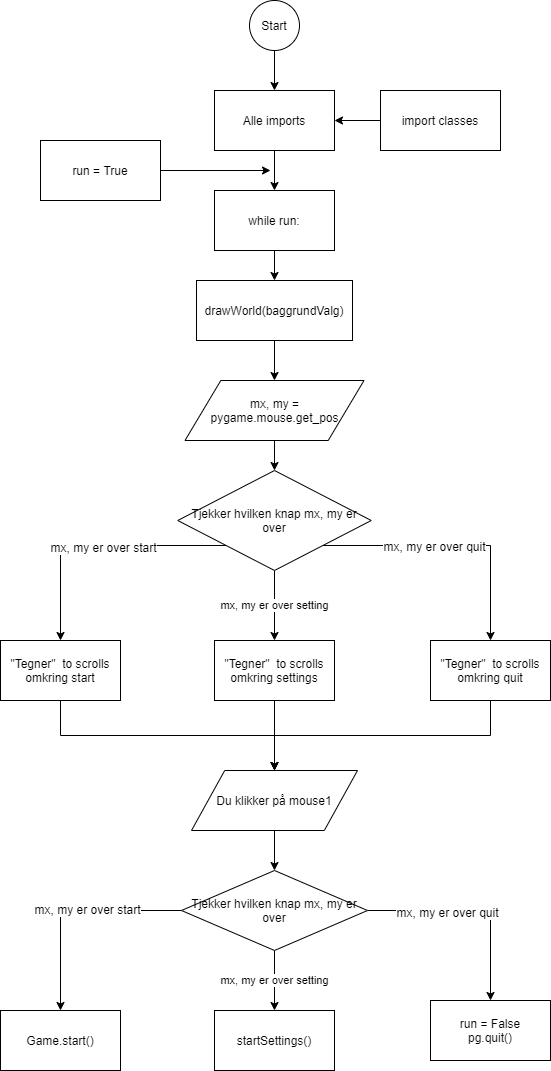 Start
Alle imports
import classes
run = True
while run:
drawWorld(baggrundValg)
mx, my =
pygame.mouse.get_pos
Tjekker hvilken knap mx, my er
over
mx, my er over start
mx, my er over quit
mx, my er over setting
"Tegner" to scrolls
omkring start
"Tegner" to scrolls
omkring settings
"Tegner" to scrolls
omkring quit
Du klikker på mouse1
Tjekker hvilken knap mx, my er
over
mx, my er over start
mx, my er over quit
mx, my er over setting
Game.start()
startSettings()
run = False
pg.quit()